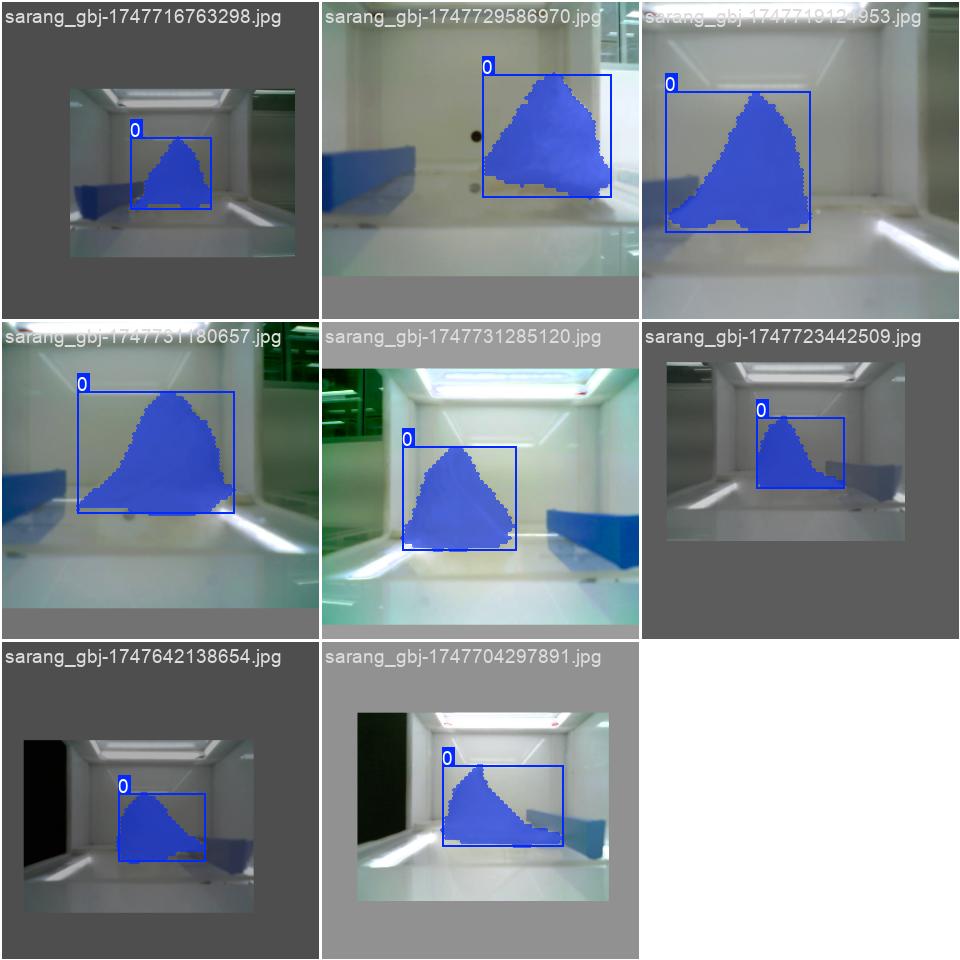 sarang_gbj-1747716763298.jpg
sarang_gbj-1747729586970.jpg
sarang_gbj-1747719124953.jpg
0
0
0
sarang_gbj-1747731180657.jpg
sarang_gbj-1747731285120.jpg
sarang_gbj-1747723442509.jpg
0
0
0
sarang_gbj-1747642138654.jpg
sarang_gbj-1747704297891.jpg
0
0